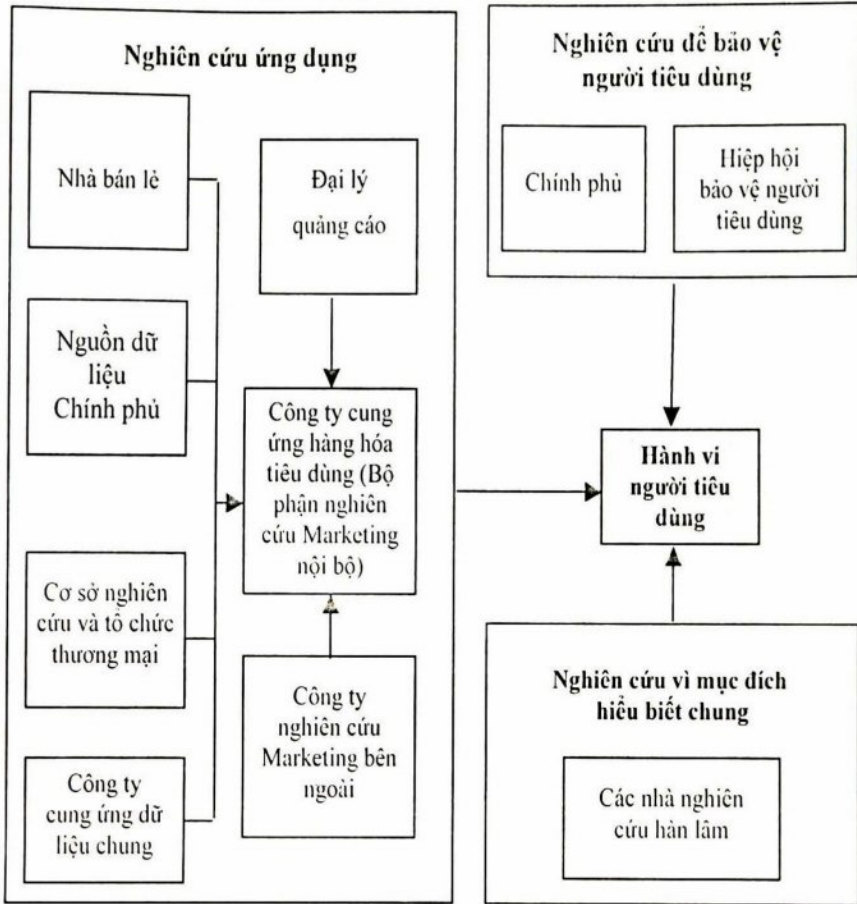 Nghiên cứu ứng dụng
Nhà bán lẻ
Đại lý
quảng cáo
Nguồn dữ
liệu
Chính phủ
Công ty cung
ứng hàng hóa
tiêu dùng (Bộ
phận nghiên
cứu Marketing
nội bộ)
Cơ sở nghiên
cứu và tổ chức
thương mại
Công ty
nghiên cứu
Marketing bên
ngoài
Công ty
cung ứng dữ
liệu chung
Nghiên cứu để bảo vệ
người tiêu dùng
Chính phủ
Hiệp hội
bảo vệ người
tiêu dùng
Hành vi
người tiêu
dùng
Nghiên cứu vì mục đích
hiểu biết chung
Các nhà nghiên
cứu hàn lâm